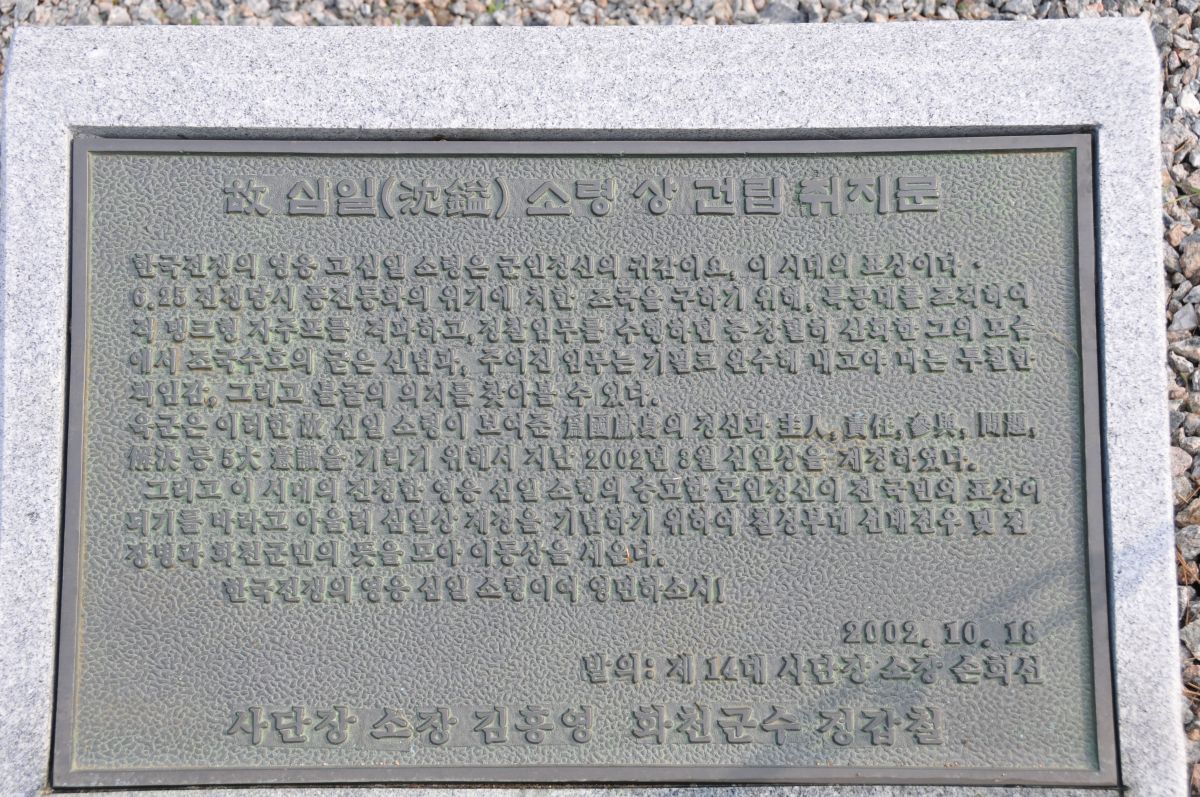 故 심일(沈鎰) 소령 상 건립 취지문
한국전쟁의 영웅 고심일 소령은 군인정신의 귀감이요, 이 시대의 표상이다.
6.25 전쟁당시 풍전등화의 위기에 처한 조국을 구하기 위해, 특공대를 조직하여
적 탱크형 자주포를 격파하고, 정찰임무를 수행하던 중 장렬히 산화한 그의 모습
에서 조국수호의 굳은 신념과, 주어진 임무는 기필코 완수해 내고야 마는 투철한
책임감, 그리고 불굴의 의지를 찾아볼 수 있다.
육군은 이러한 故 심일 소령이 보여준 爲國獻身의 정신과 主人, 責任, 參與, 問題,
解決 등 5大 意識을 기리기 위해서 지난 2002년 3월 심일상을 제정하였다.
그리고 이 시대의 진정한 영웅 심일 소령의 숭고한 군인정신이 전 국민의 표상이
되기를 바라고 아울러 심일상 제정을 기념하기 위하여 칠성부대 선배전우 및 전
장병과 화천군민의 뜻을 모아 이동상을 세운다.
한국전쟁의 영웅 심일 소령이여 영면하소서!
2002. 10. 18
발의: 제 14대 사단장 소장 손희선
사단장 소장 김흥영 화천군수 정갑철